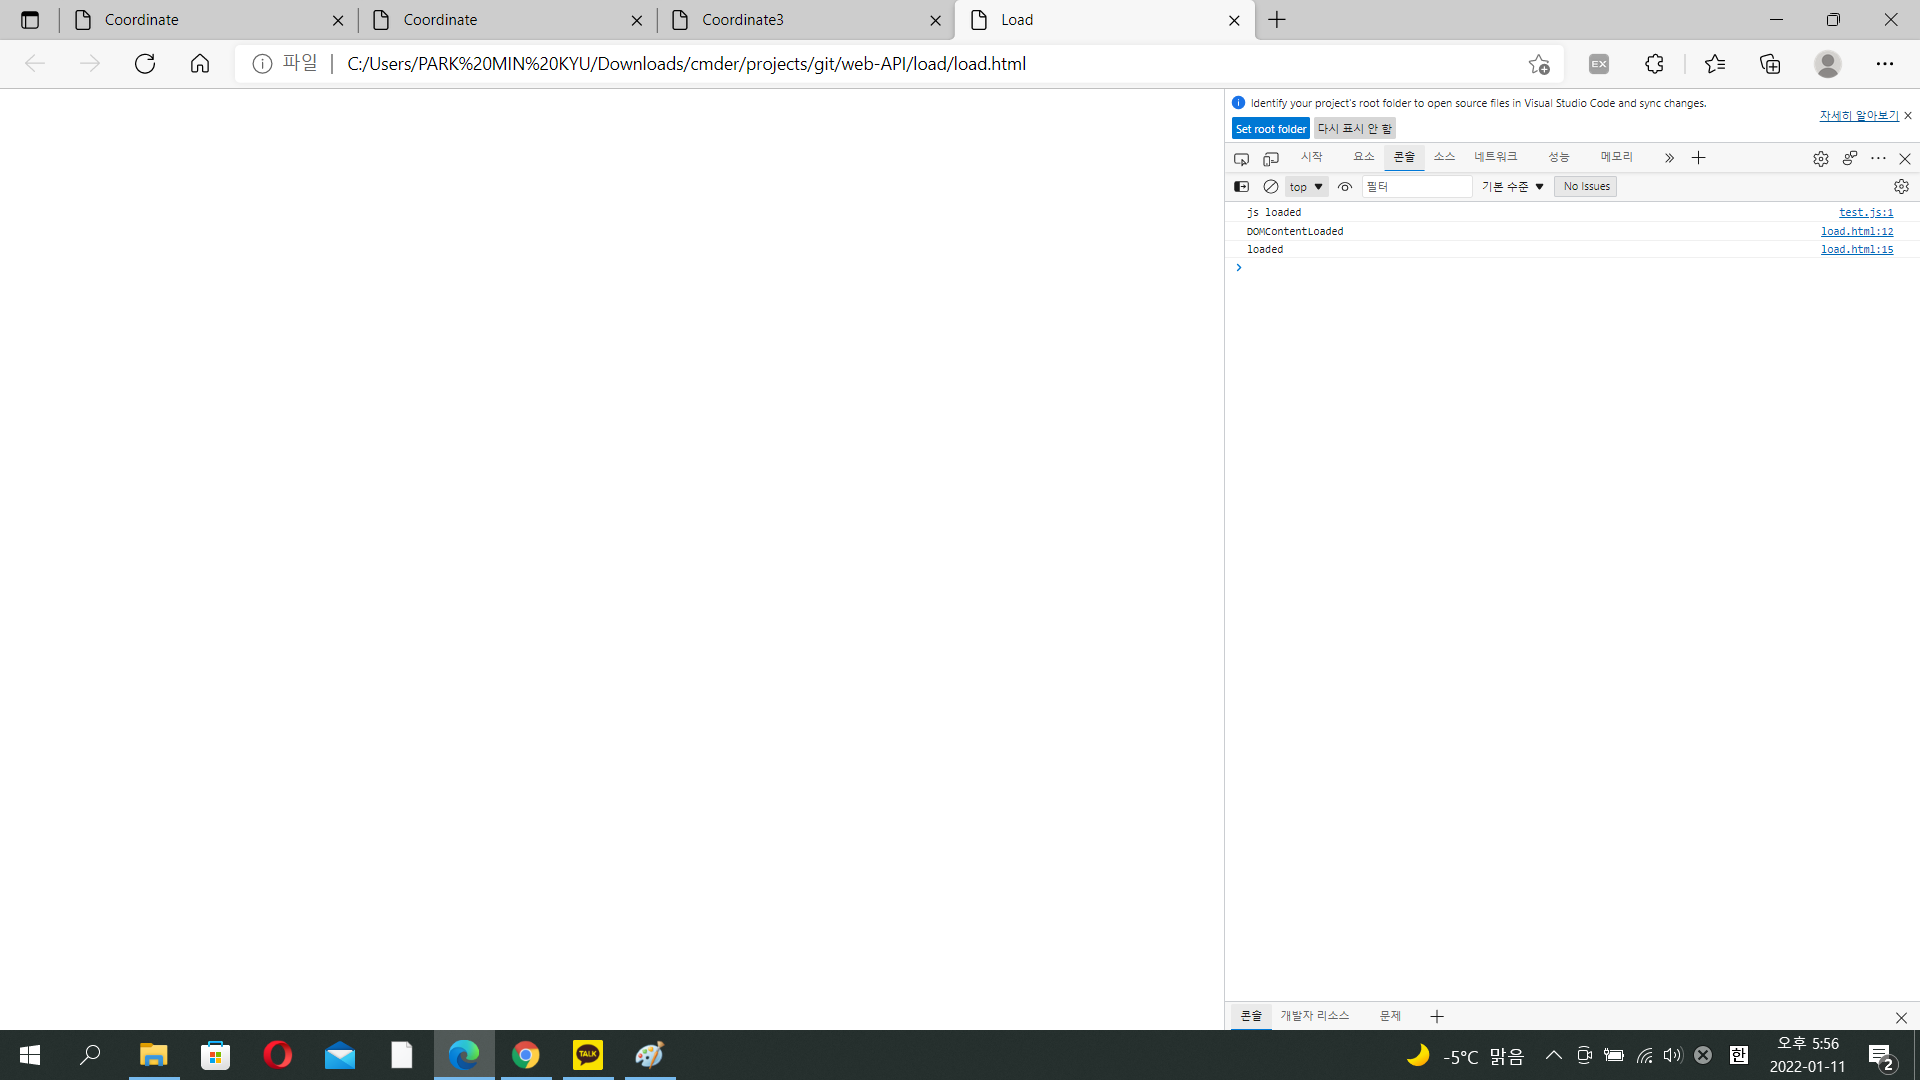 Coordinate
Coordinate
Coordinate3
Load
파일
C:/Users/PARK%20MIN%20KYU/Downloads/cmder/projects/git/web-API/load/load.html
EX
Identify your project's root folder to open source files in Visual Studio Code and sync changes.
자세히 알아보기
Set root folder
다시 표시 안 함
시작
요소
콘솔
소스
네트워크
성능
메모리
top
필터
기본 수준
No Issues
js loaded
test.js:1
DOMContentLoaded
load.html:12
loaded
load.html:15
콘솔
개발자 리소스
문제
TALK
-5°C 맑음
한
오후 5:56
2022-01-11
2